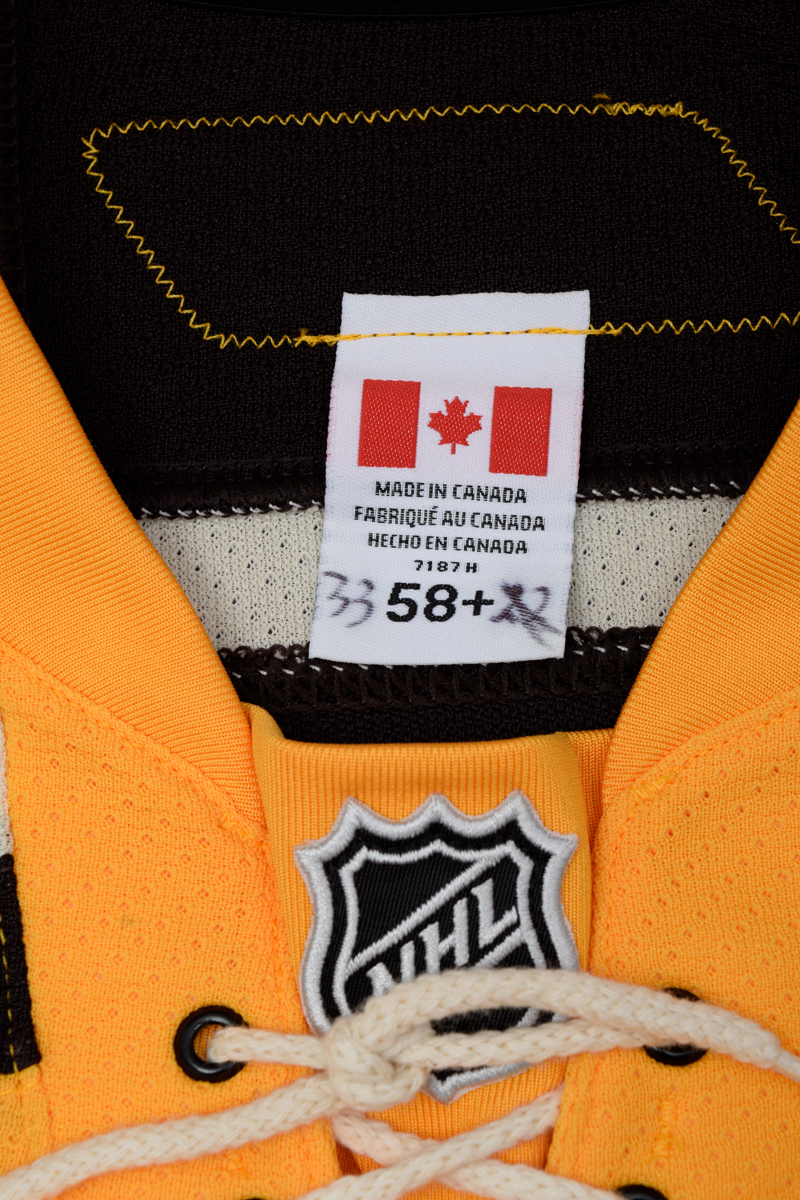 MADE IN CANADA
FABRIQUÉ AU CANADA
HECHO EN CANADA
7187 H
33 58+
NHL